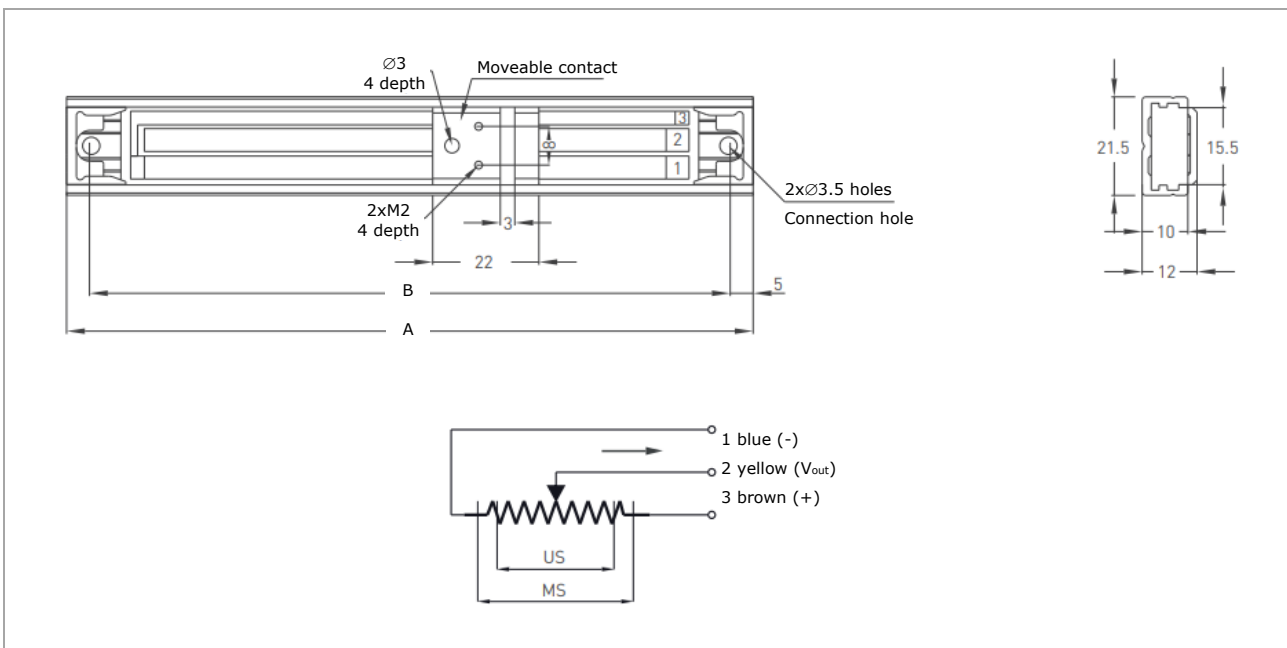 ∅3
4 depth
Moveable contact
3
2
1
8
2xM2
4 depth
3
22
B
5
A
2x∅3.5 holes
Connection hole
21.5
15.5
10
12
1 blue (-)
2 yellow (Vout)
3 brown (+)
US
MS